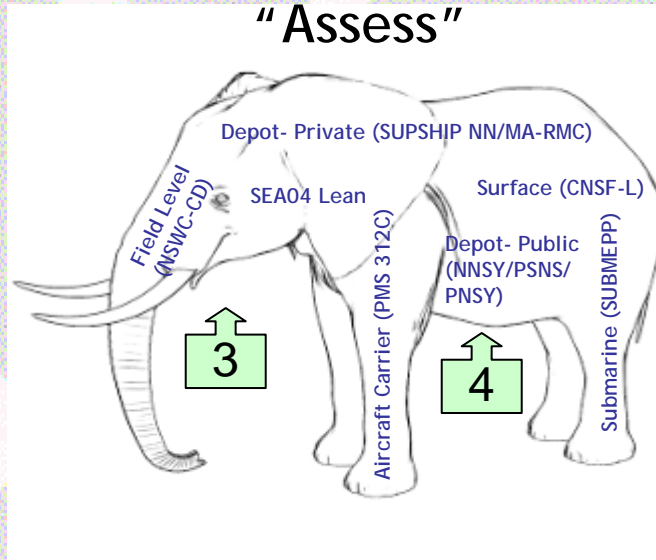 “Assess”
Depot- Private (SUPSHIP NN/MA-RMC)
Field Level
(NSWC-CD)
SEA04 Lean
Surface (CNSF-L)
Aircraft Carrier (PMS 312C)
Depot- Public
(NNSY/PSNS/
PNSY)
Submarine (SUBMEPP)
3
4